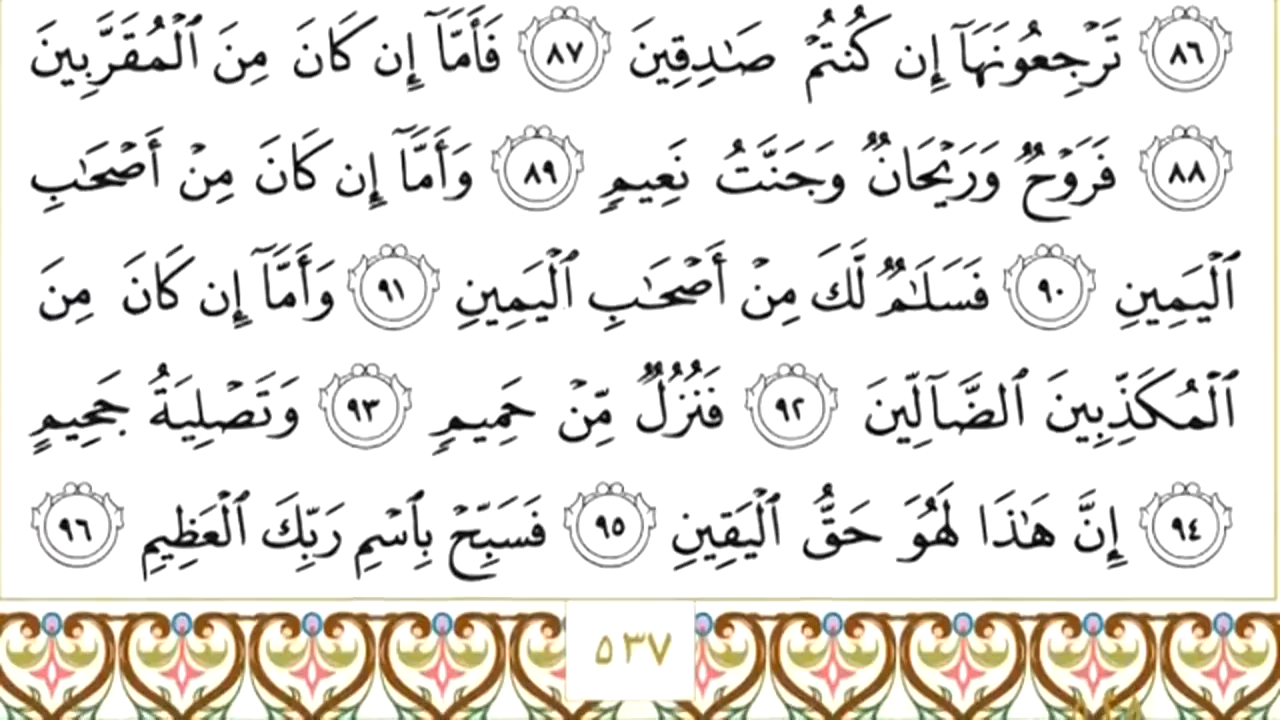 ٨٦ تَرْجِعُونَهَآ إِن كُنتُمْ صَـٰدِقِينَ ٨٧ فَأَمَّآ إِن كَانَ مِنَ ٱلْمُقَرَّبِينَ
٨٨ فَرَوْحٌ وَرَيْحَانٌ وَجَنَّتُ نَعِيمٍ ٨٩ وَأَمَّآ إِن كَانَ مِنْ أَصْحَـٰبِ
ٱلْيَمِينِ ٩٠ فَسَلَـٰمٌ لَّكَ مِنْ أَصْحَـٰبِ ٱلْيَمِينِ ٩١ وَأَمَّآ إِن كَانَ مِنَ
ٱلْمُكَذِّبِينَ ٱلضَّآلِّينَ ٩٢ فَنُزُلٌ مِّنْ حَمِيمٍ ٩٣ وَتَصْلِيَةُ جَحِيمٍ
٩٤ إِنَّ هَـٰذَا لَهُوَ حَقُّ ٱلْيَقِينِ ٩٥ فَسَبِّحْ بِٱسْمِ رَبِّكَ ٱلْعَظِيمِ ٩٦
٥٣٧